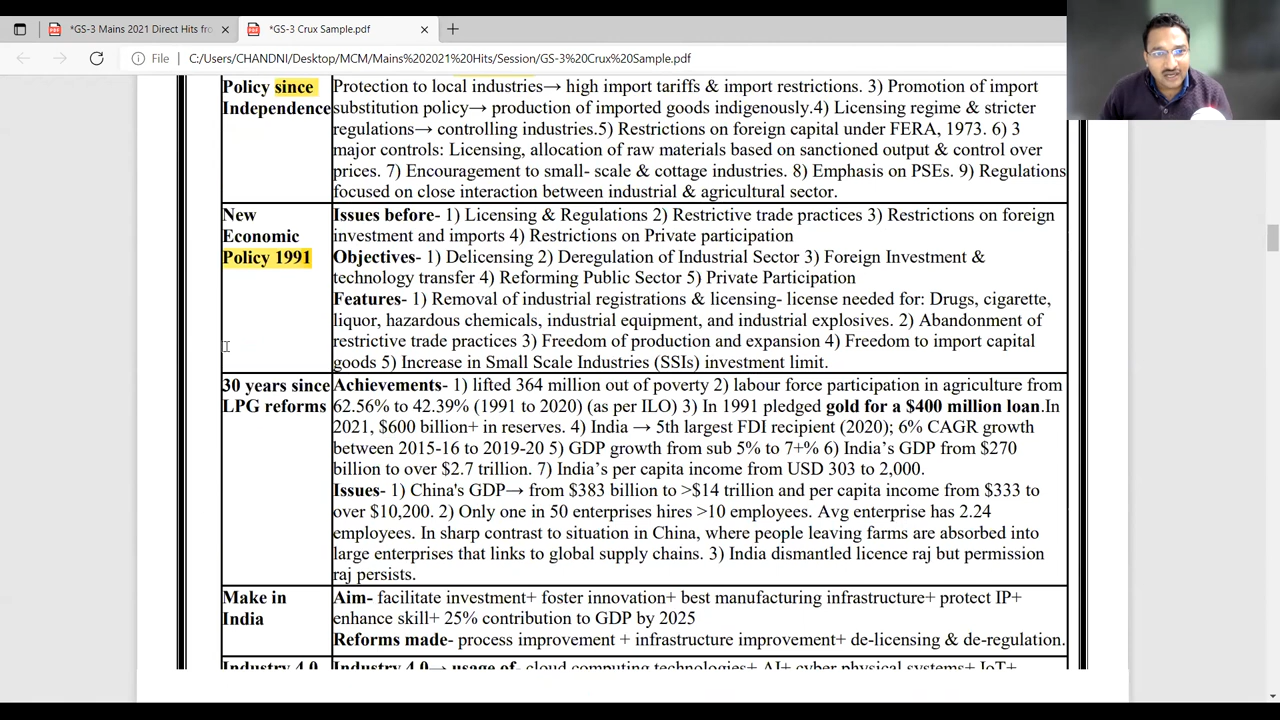 *GS-3 Mains 2021 Direct Hits fro
*GS-3 Crux Sample.pdf
File C:/Users/CHANDNI/Desktop/MCM/Mains%202021%20Hits/Session/GS-3%20Crux%20Sample.pdf
Policy since
Independence
Protection to local industries→ high import tariffs & import restrictions. 3) Promotion of import
substitution policy→ production of imported goods indigenously.4) Licensing regime & stricter
regulations→ controlling industries.5) Restrictions on foreign capital under FERA, 1973. 6) 3
major controls: Licensing, allocation of raw materials based on sanctioned output & control over
prices. 7) Encouragement to small- scale & cottage industries. 8) Emphasis on PSEs. 9) Regulations
focused on close interaction between industrial & agricultural sector.
New
Economic
Policy 1991
Issues before- 1) Licensing & Regulations 2) Restrictive trade practices 3) Restrictions on foreign
investment and imports 4) Restrictions on Private participation
Objectives- 1) Delicensing 2) Deregulation of Industrial Sector 3) Foreign Investment &
technology transfer 4) Reforming Public Sector 5) Private Participation
Features- 1) Removal of industrial registrations & licensing- license needed for: Drugs, cigarette,
liquor, hazardous chemicals, industrial equipment, and industrial explosives. 2) Abandonment of
restrictive trade practices 3) Freedom of production and expansion 4) Freedom to import capital
goods 5) Increase in Small Scale Industries (SSIs) investment limit.
30 years since
LPG reforms
Achievements- 1) lifted 364 million out of poverty 2) labour force participation in agriculture from
62.56% to 42.39% (1991 to 2020) (as per ILO) 3) In 1991 pledged gold for a $400 million loan.In
2021, $600 billion+ in reserves. 4) India → 5th largest FDI recipient (2020); 6% CAGR growth
between 2015-16 to 2019-20 5) GDP growth from sub 5% to 7+% 6) India's GDP from $270
billion to over $2.7 trillion. 7) India's per capita income from USD 303 to 2,000.
Issues- 1) China's GDP→ from $383 billion to >$14 trillion and per capita income from $333 to
over $10,200. 2) Only one in 50 enterprises hires >10 employees. Avg enterprise has 2.24
employees. In sharp contrast to situation in China, where people leaving farms are absorbed into
large enterprises that links to global supply chains. 3) India dismantled licence raj but permission
raj persists.
Make in
India
Aim- facilitate investment+ foster innovation+ best manufacturing infrastructure+ protect IP+
enhance skill+ 25% contribution to GDP by 2025
Reforms made- process improvement + infrastructure improvement+ de-licensing & de-regulation.
Industry 4.0
Industry 4.0→ usage of- cloud computing technologies+ AI+ cyber physical systems+ IoT+